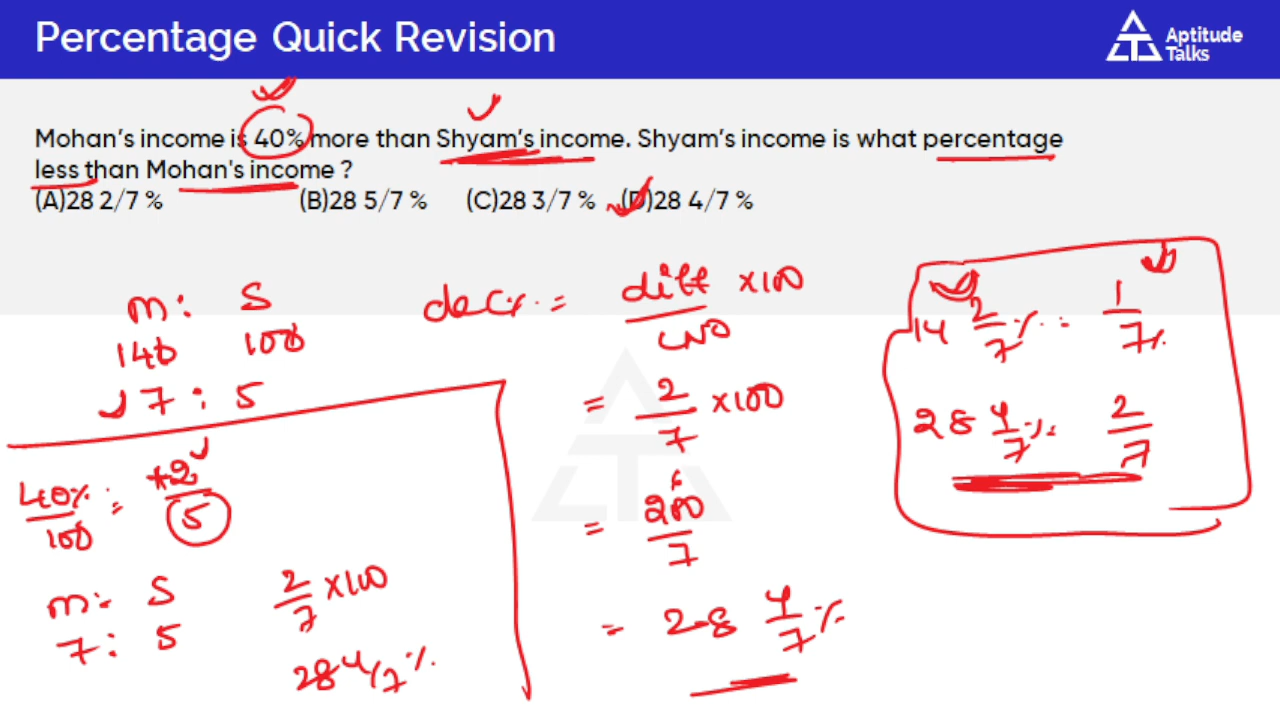 Percentage Quick Revision
Aptitude
Talks
Mohan's income is 40% more than Shyam's income. Shyam's income is what percentage
less than Mohan's income ?
(A)28 2/7 % (B)28 5/7 % (C)28 3/7 % (D)28 4/7 %
m : S
140 100
7 : 5
40%/100 = +2/5
m : S
7 : 5
2/7 ×100
28 4/7 %
dec% = diff/ ×100
= 2/7 ×100
= 200/7
= 28 4/7 %
14 2/7 % = 1/7
28 4/7 % = 2/7